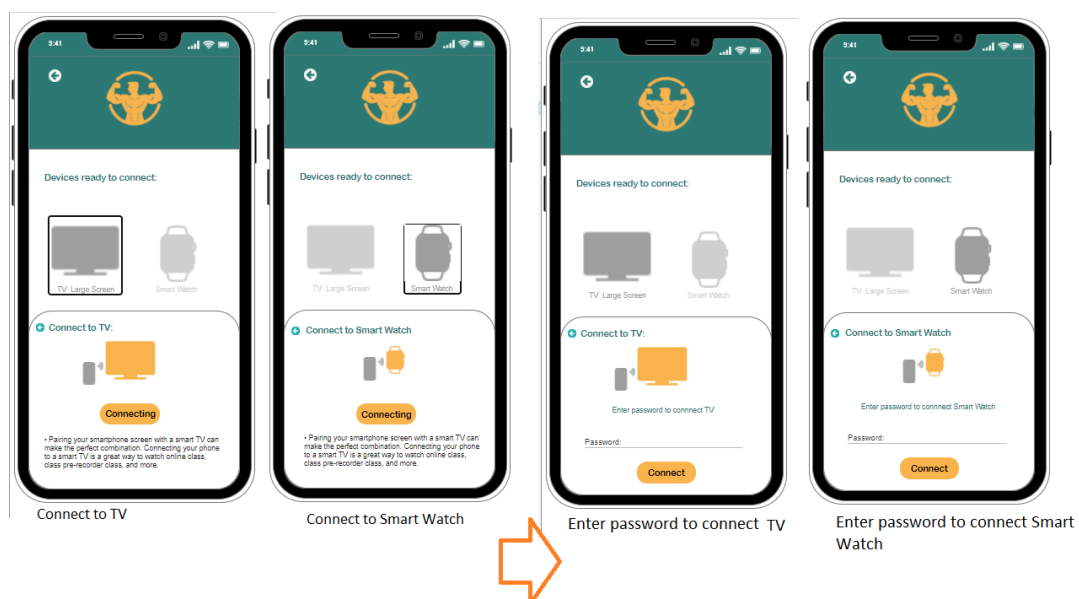 9:41
Devices ready to connect:
TV Large Screen
Smart Watch
Connect to TV:
Connecting
• Pairing your smartphone screen with a smart TV can
make the perfect combination. Connecting your phone
to a smart TV is a great way to watch online class,
class pre-recorder class, and more.
Connect to TV
9:41
Devices ready to connect:
TV Large Screen
Smart Watch
Connect to Smart Watch
Connecting
• Pairing your smartphone screen with a smart TV can
make the perfect combination. Connecting your phone
to a smart TV is a great way to watch online class,
class pre-recorder class, and more.
Connect to Smart Watch
9:41
Devices ready to connect:
TV Large Screen
Smart Watch
Connect to TV:
Enter password to connnect TV
Password:
Connect
Enter password to connect TV
9:41
Devices ready to connect:
TV Large Screen
Smart Watch
Connect to Smart Watch
Enter password to connnect Smart Watch
Password:
Connect
Enter password to connect Smart
Watch